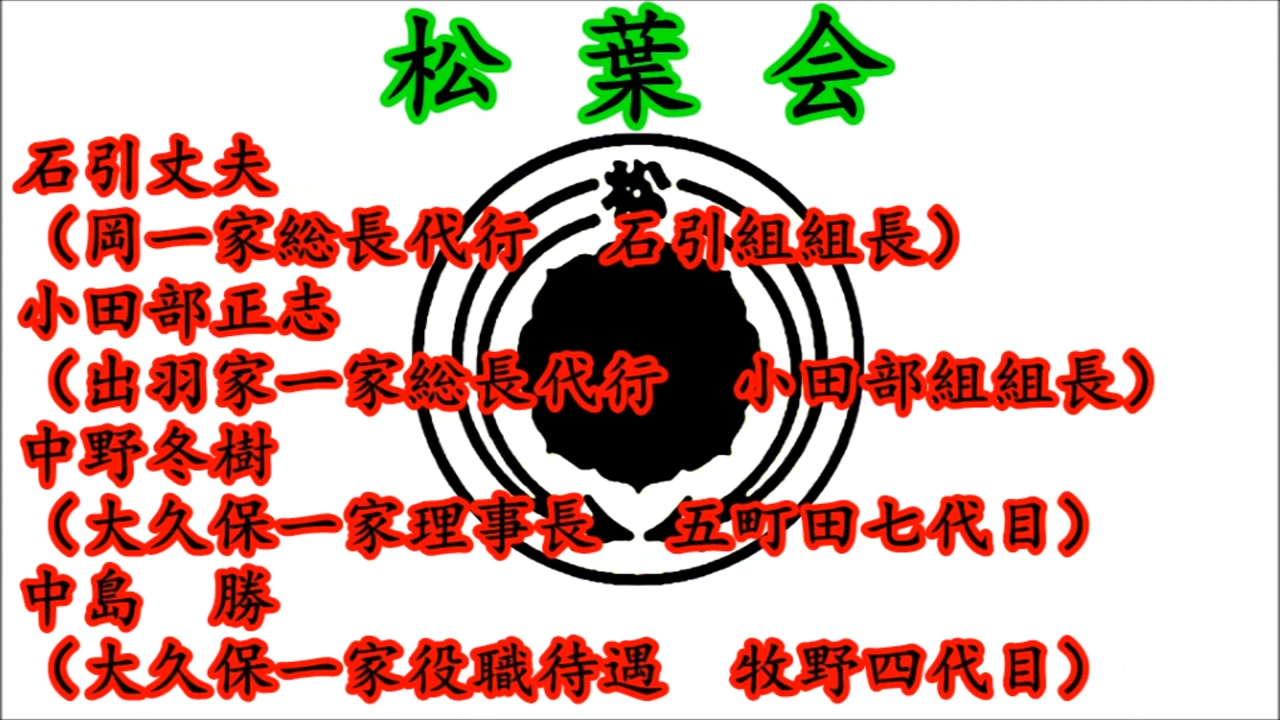 松葉会
松
石引丈夫
（岡一家総長代行　石引組組長）
小田部正志
（出羽家一家総長代行　小田部組組長）
中野冬樹
（大久保一家理事長　五町田七代目）
中島　勝
（大久保一家役職待遇　牧野四代目）